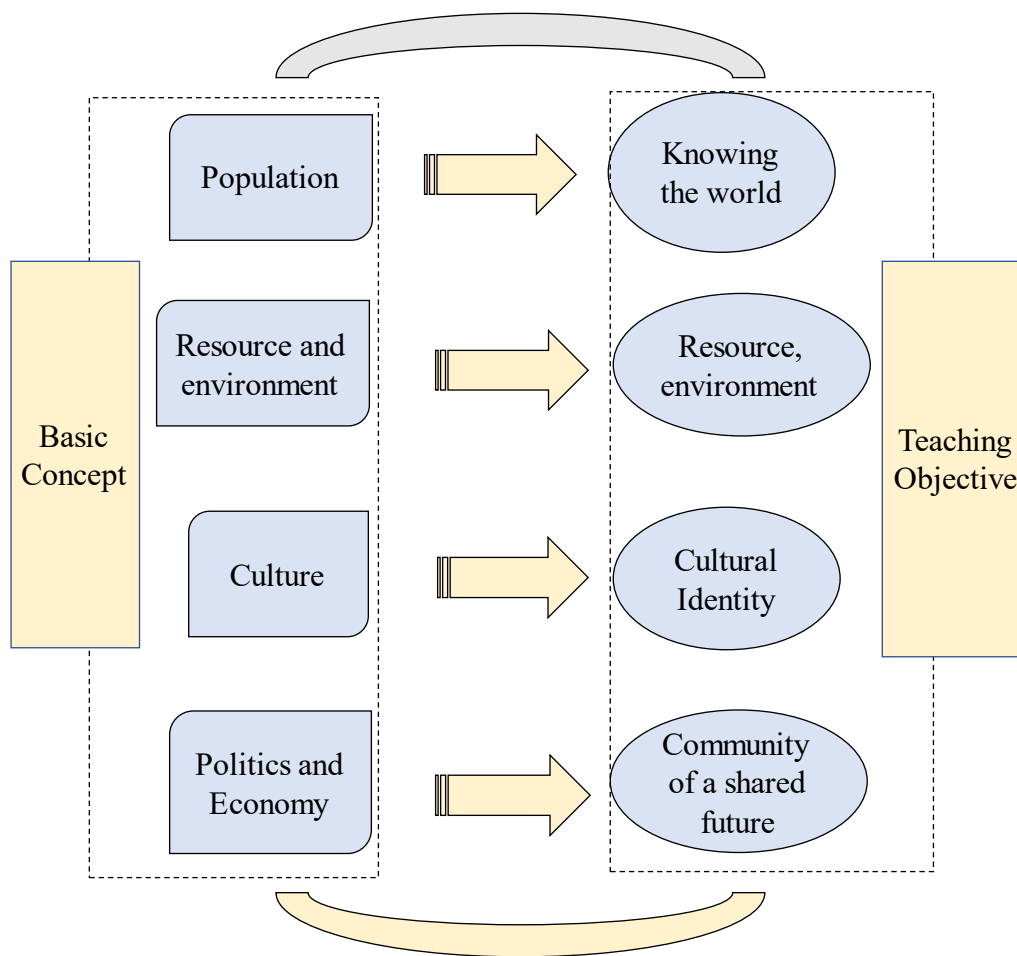 Population
Knowing
the world
Resource and
environment
Resource,
environment
Basic
Concept
Teaching
Objective
Culture
Cultural
Identity
Politics and
Economy
Community
of a shared
future